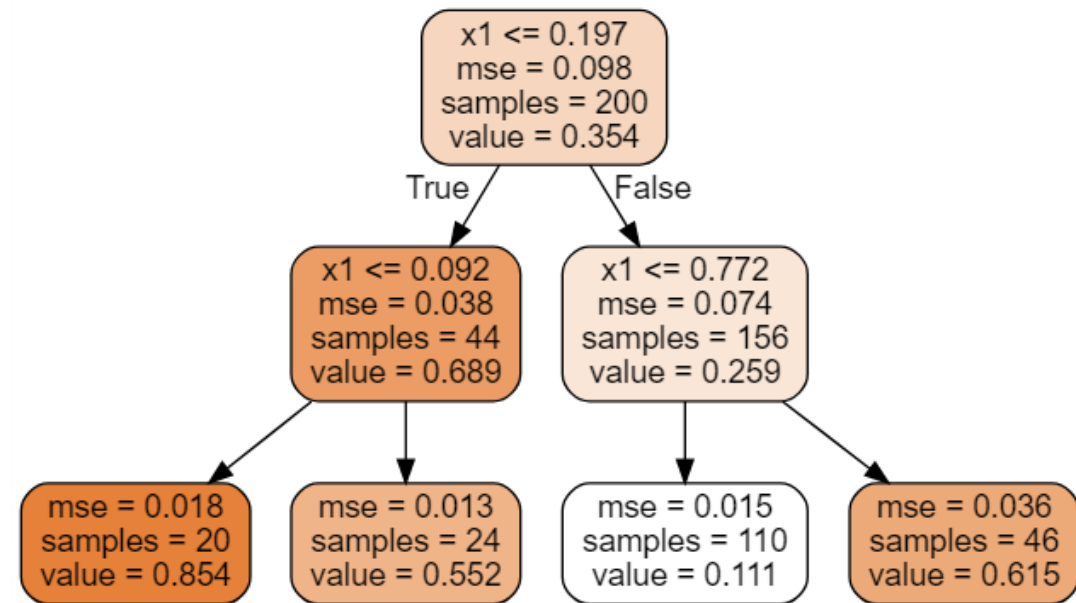 x1 <= 0.197
mse = 0.098
samples = 200
value = 0.354
True
False
x1 <= 0.092
mse = 0.038
samples = 44
value = 0.689
x1 <= 0.772
mse = 0.074
samples = 156
value = 0.259
mse = 0.018
samples = 20
value = 0.854
mse = 0.013
samples = 24
value = 0.552
mse = 0.015
samples = 110
value = 0.111
mse = 0.036
samples = 46
value = 0.615